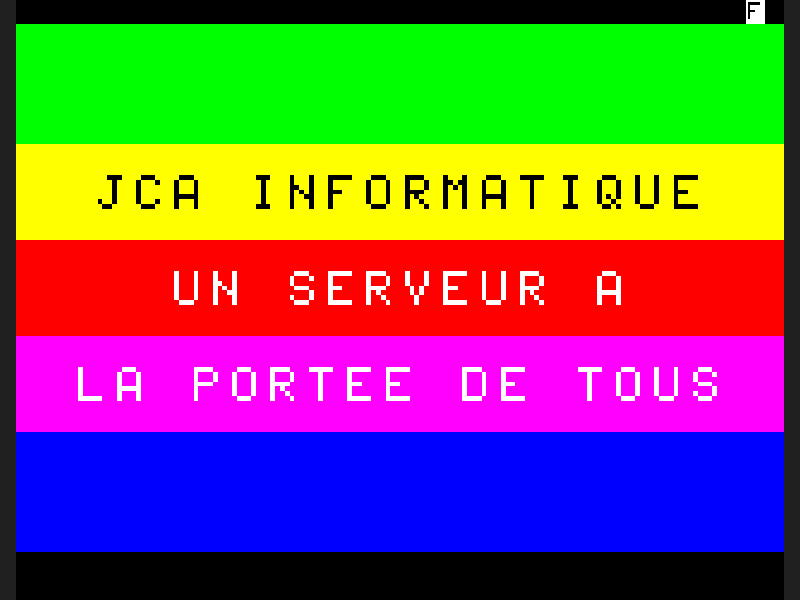 F
JCA INFORMATIQUE
UN SERVEUR A
LA PORTEE DE TOUS